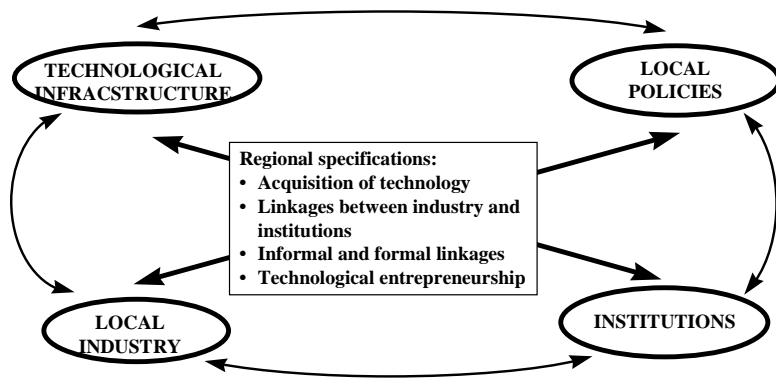 TECHNOLOGICAL
INFRACSTRUCTURE
LOCAL
POLICIES
Regional specifications:
• Acquisition of technology
• Linkages between industry and
institutions
• Informal and formal linkages
• Technological entrepreneurship
LOCAL
INDUSTRY
INSTITUTIONS